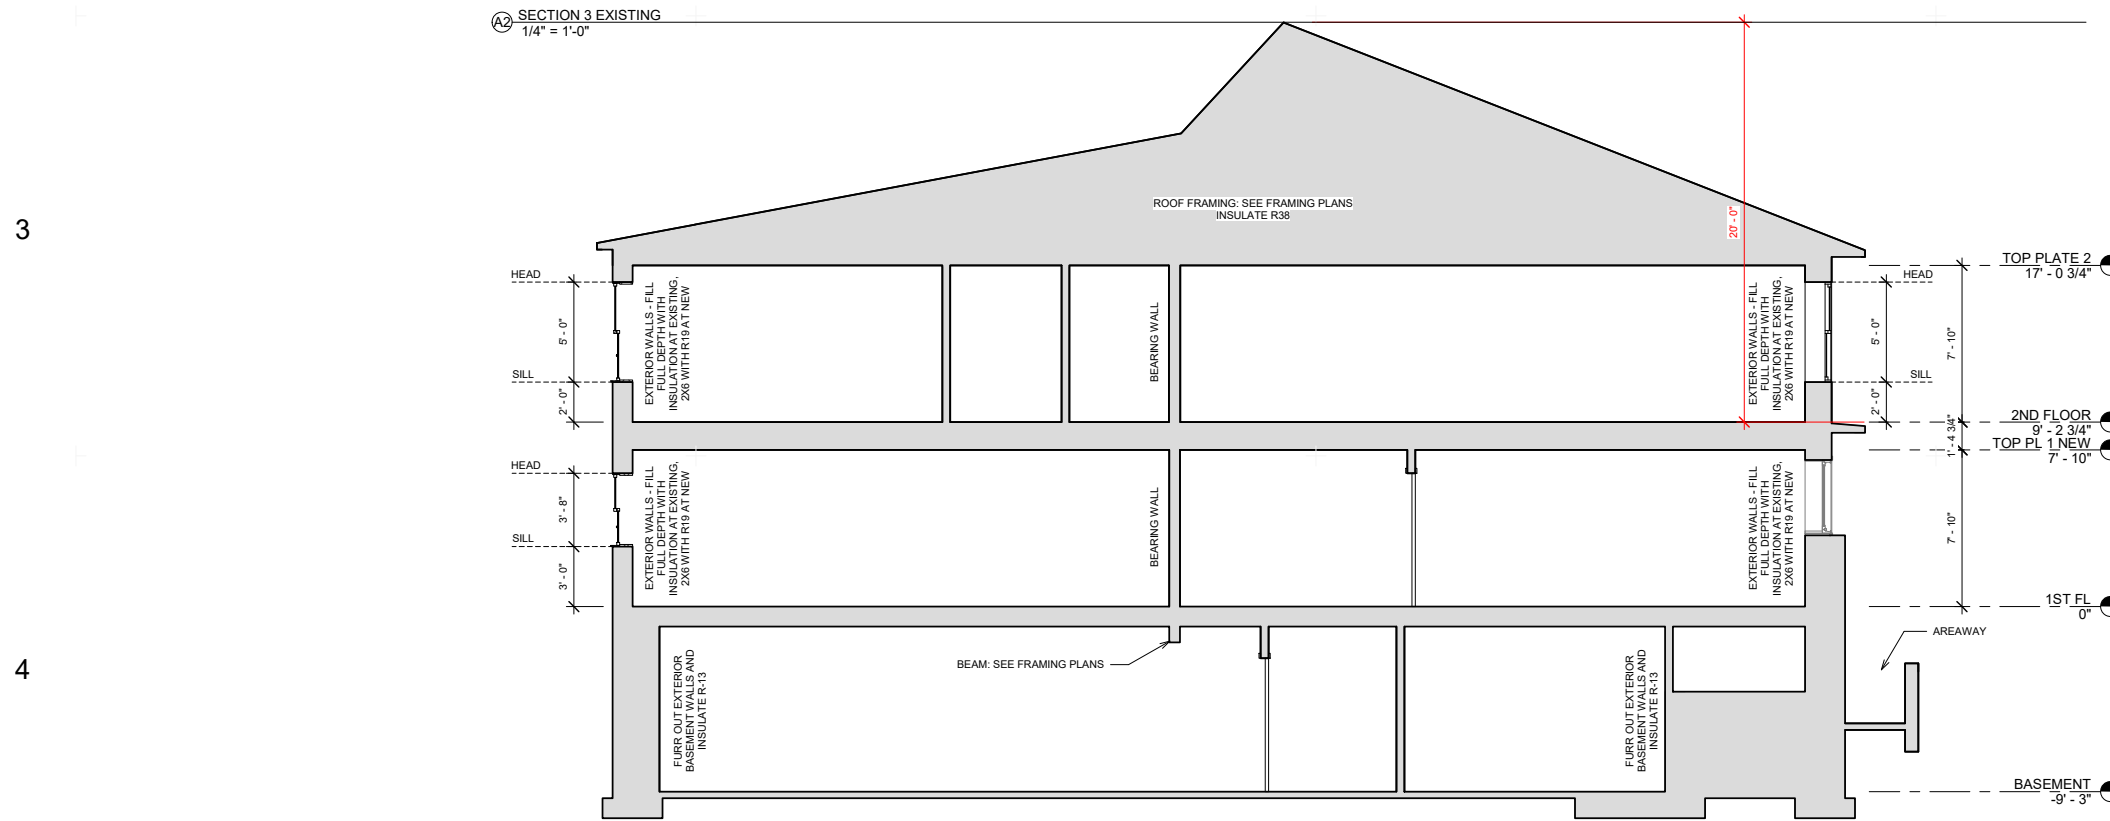 A2 SECTION 3 EXISTING
1/4" = 1'-0"
3
ROOF FRAMING: SEE FRAMING PLANS
INSULATE R38
20' - 0"
TOP PLATE 2
17' - 0 3/4"
HEAD
HEAD
5' - 0"
EXTERIOR WALLS - FILL
FULL DEPTH WITH
INSULATION AT EXISTING,
2X6 WITH R19 AT NEW
BEARING WALL
EXTERIOR WALLS - FILL
FULL DEPTH WITH
INSULATION AT EXISTING,
2X6 WITH R19 AT NEW
5' - 0"
7' - 10"
SILL
SILL
2' - 0"
2' - 0"
2ND FLOOR
9' - 2 3/4"
1' - 4 3/4"
TOP PL 1 NEW
7' - 10"
HEAD
3' - 8"
EXTERIOR WALLS - FILL
FULL DEPTH WITH
INSULATION AT EXISTING,
2X6 WITH R19 AT NEW
BEARING WALL
EXTERIOR WALLS - FILL
FULL DEPTH WITH
INSULATION AT EXISTING,
2X6 WITH R19 AT NEW
7' - 10"
SILL
3' - 0"
1ST FL
0"
AREAWAY
4
BEAM: SEE FRAMING PLANS
FURR OUT EXTERIOR
BASEMENT WALLS AND
INSULATE R-13
FURR OUT EXTERIOR
BASEMENT WALLS AND
INSULATE R-13
BASEMENT
-9' - 3"